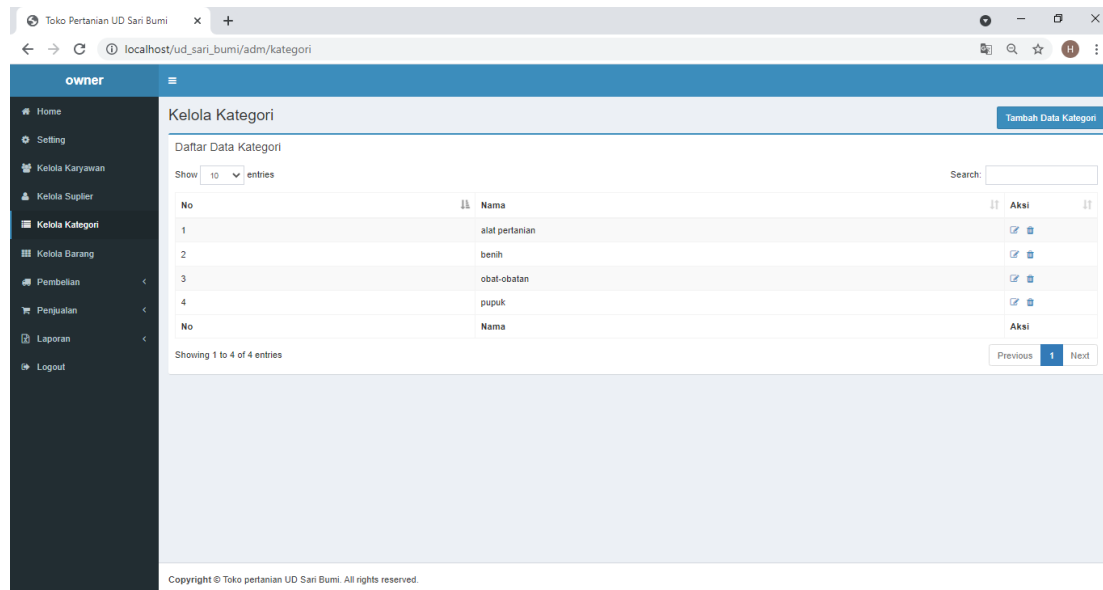 Toko Pertanian UD Sari Bumi
localhost/ud_sari_bumi/adm/kategori
H
owner
Home
Setting
Kelola Karyawan
Kelola Suplier
Kelola Kategori
Kelola Barang
Pembelian
Penjualan
Laporan
Logout
Kelola Kategori
Tambah Data Kategori
Daftar Data Kategori
Show 10 entries
Search:
No Nama Aksi
1 alat pertanian
2 benih
3 obat-obatan
4 pupuk
No Nama Aksi
Showing 1 to 4 of 4 entries
Previous 1 Next
Copyright © Toko pertanian UD Sari Bumi. All rights reserved.